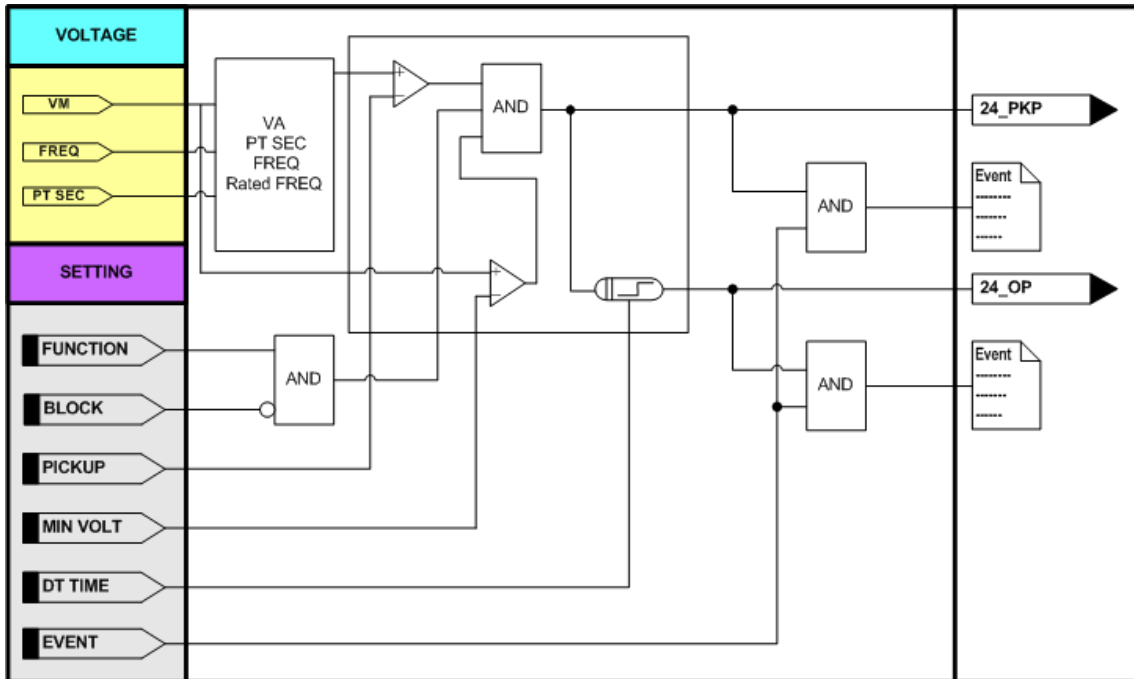 VOLTAGE
VM
FREQ
PT SEC
VA
PT SEC
FREQ
Rated FREQ
AND
24_PKP
AND
Event
SETTING
24_OP
FUNCTION
BLOCK
AND
AND
Event
PICKUP
MIN VOLT
DT TIME
EVENT